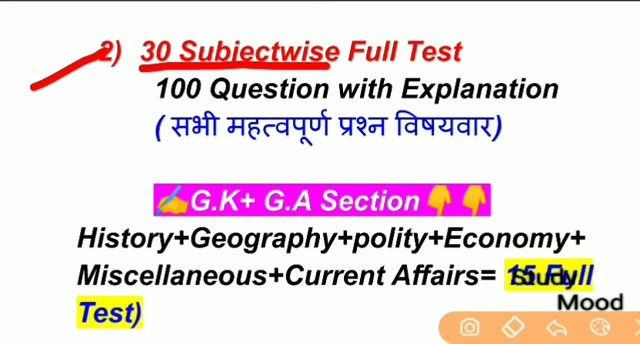 2) 30 Subjectwise Full Test
100 Question with Explanation
( सभी महत्वपूर्ण प्रश्न विषयवार)
✍️G.K+ G.A Section👇👇
History+Geography+polity+Economy+
Miscellaneous+Current Affairs= 15 Full
Test)
Study
Mood